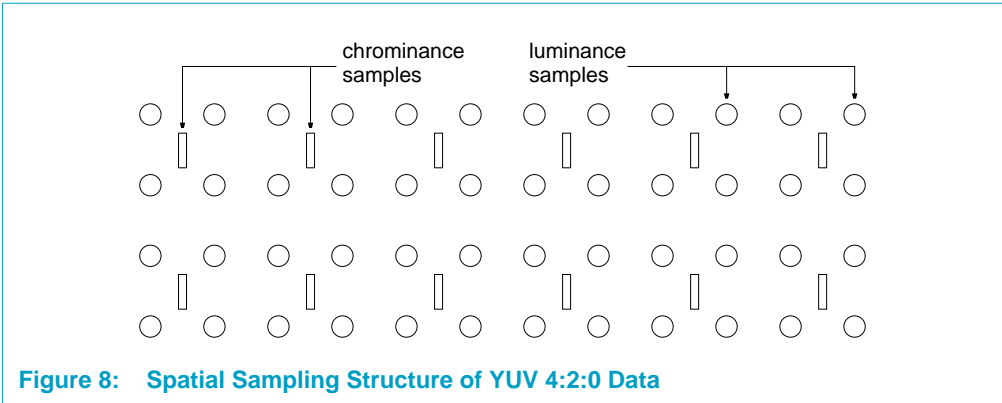 chrominance
samples
luminance
samples
Figure 8: Spatial Sampling Structure of YUV 4:2:0 Data